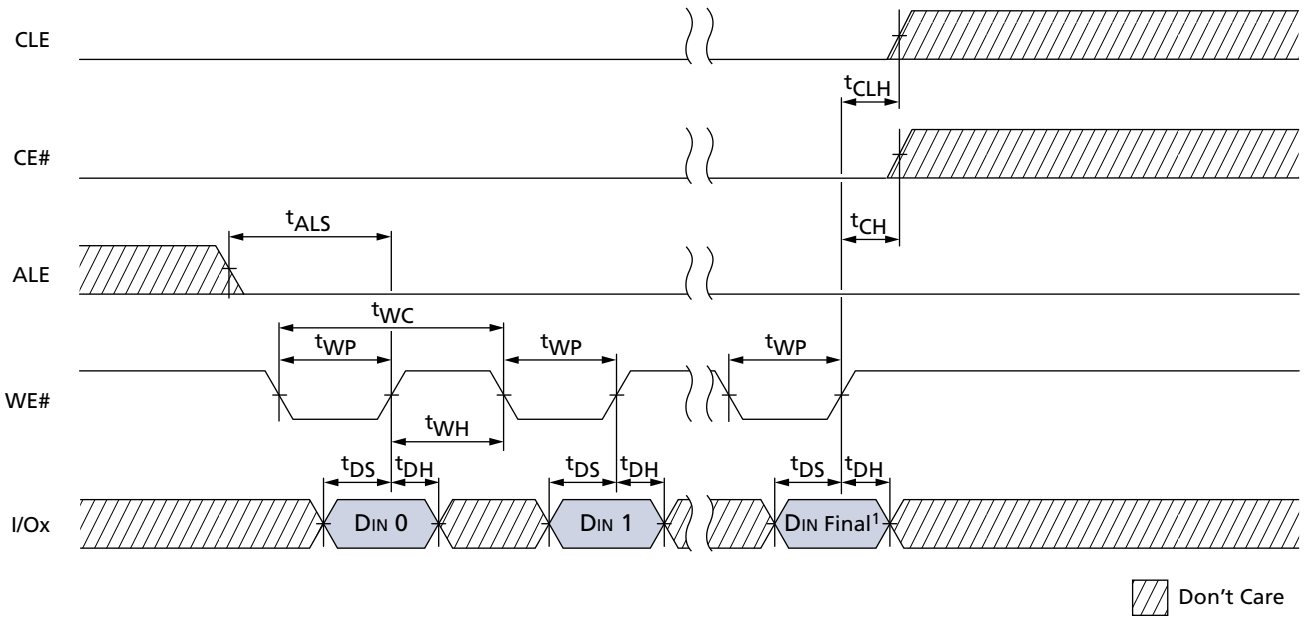 CLE
tCLH
CE#
tCH
tALS
ALE
tWC
tWP
tWP
tWP
WE#
tWH
tDS
tDH
tDS
tDH
tDS
tDH
I/Ox
DIN 0
DIN 1
DIN Final1
Don't Care